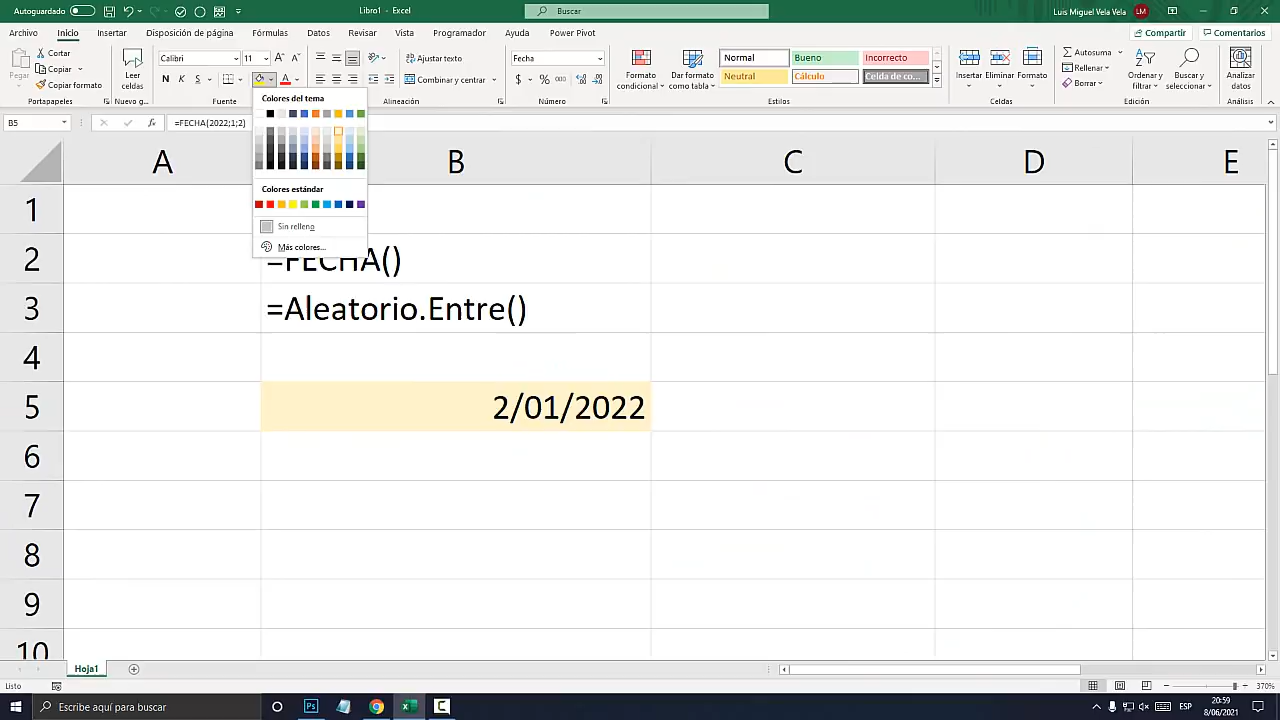 Autoguardado
Libro1 - Excel
Buscar
Luis Miguel Vela Vela
LM
Archivo Inicio Insertar Disposición de página Fórmulas Datos Revisar Vista Programador Ayuda Power Pivot
Compartir Comentarios
Pegar
Cortar
Copiar
Copiar formato
Portapapeles
Leer celdas
Nuevo g...
Calibri 11
N K S
Fuente
Ajustar texto
Combinar y centrar
Alineación
Fecha
$ % 000
Número
Formato condicional
Dar formato como tabla
Normal Bueno Incorrecto
Neutral Cálculo Celda de co...
Estilos
Insertar Eliminar Formato
Celdas
Autosuma
Rellenar
Borrar
Ordenar y filtrar
Buscar y seleccionar
Edición
Analizar datos
Análisis
Colores del tema
Colores estándar
Sin relleno
Más colores...
B5
=FECHA(2022;1;2)
A B C D E
1
2 =FECHA()
3 =Aleatorio.Entre()
4
5 2/01/2022
6
7
8
9
10
Hoja1
Listo
370%
Escribe aquí para buscar
ESP
20:59
8/06/2021